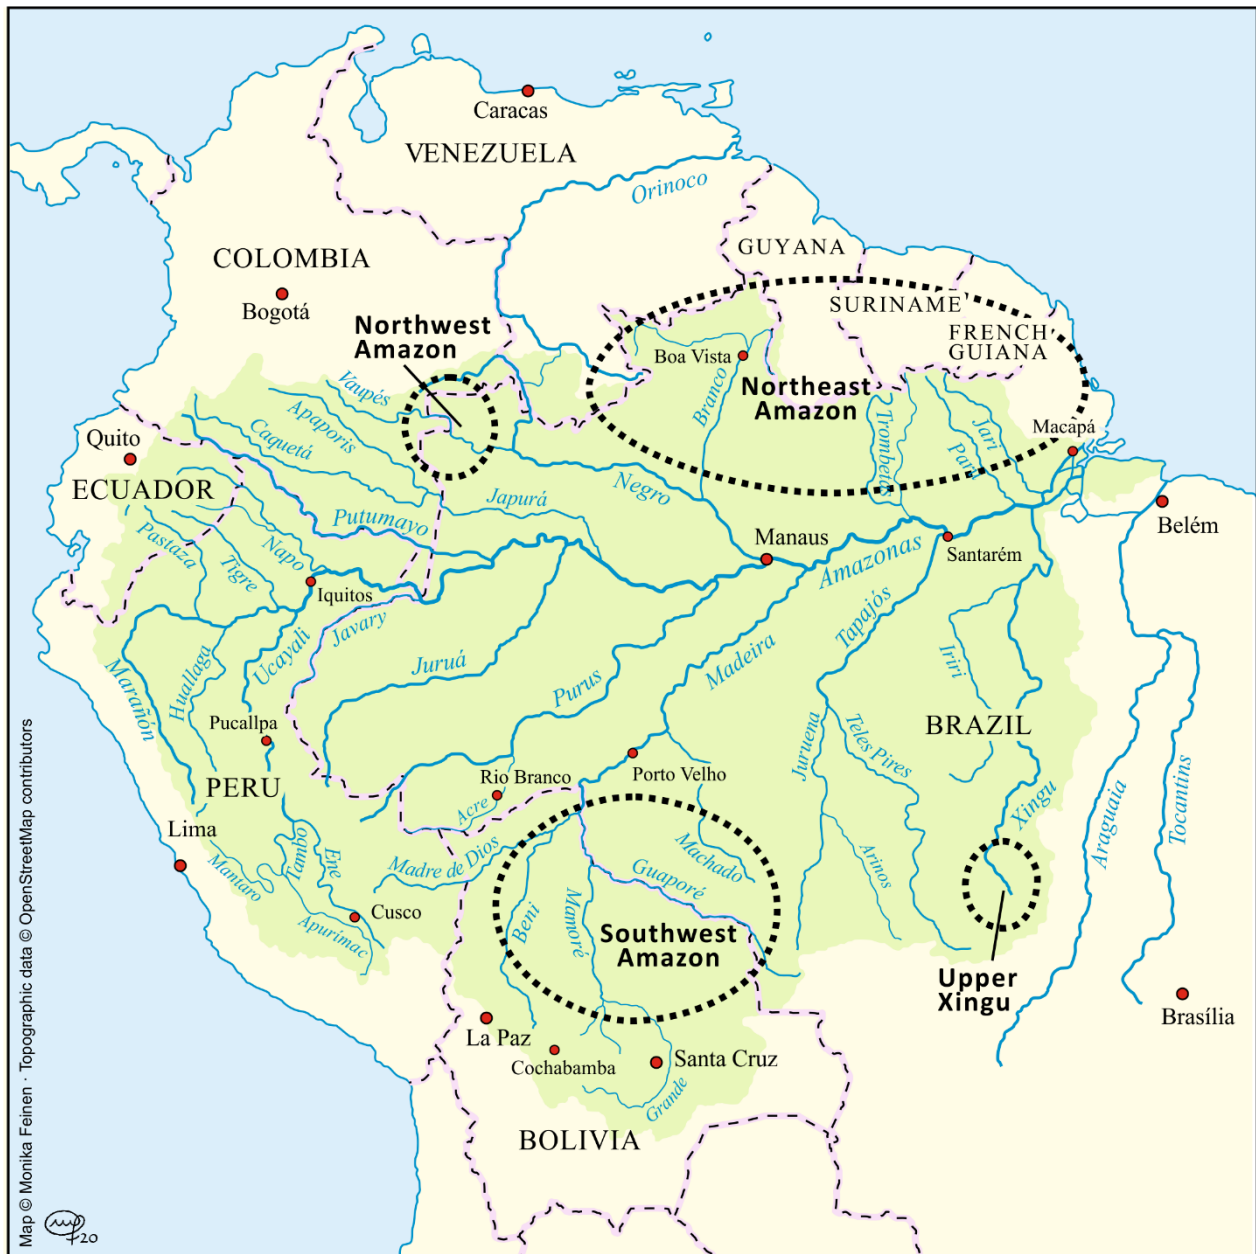 Caracas
VENEZUELA
Orinoco
COLOMBIA
Bogotá
GUYANA
SURINAME
FRENCH
GUIANA
Northwest
Amazon
Boa Vista
Northeast
Amazon
Branco
Vaupés
Apaporis
Caquetá
Trombetas
Jari
Paru
Macapá
Quito
ECUADOR
Putumayo
Japurá
Negro
Manaus
Amazonas
Santarém
Belém
Pastaza
Tigre
Napo
Iquitos
Javary
Juruá
Purus
Madeira
Tapajós
Iriri
Marañón
Huallaga
Ucayali
Pucallpa
PERU
Rio Branco
Acre
Porto Velho
Juruena
Teles Pires
BRAZIL
Xingu
Araguaia
Tocantins
Lima
Mantaro
Tambo
Ene
Apurímac
Cusco
Madre de Dios
Beni
Mamoré
Guaporé
Machado
Arinos
Southwest
Amazon
Upper
Xingu
Brasília
La Paz
Cochabamba
Santa Cruz
Grande
BOLIVIA
Map © Monika Feinen · Topographic data © OpenStreetMap contributors
20